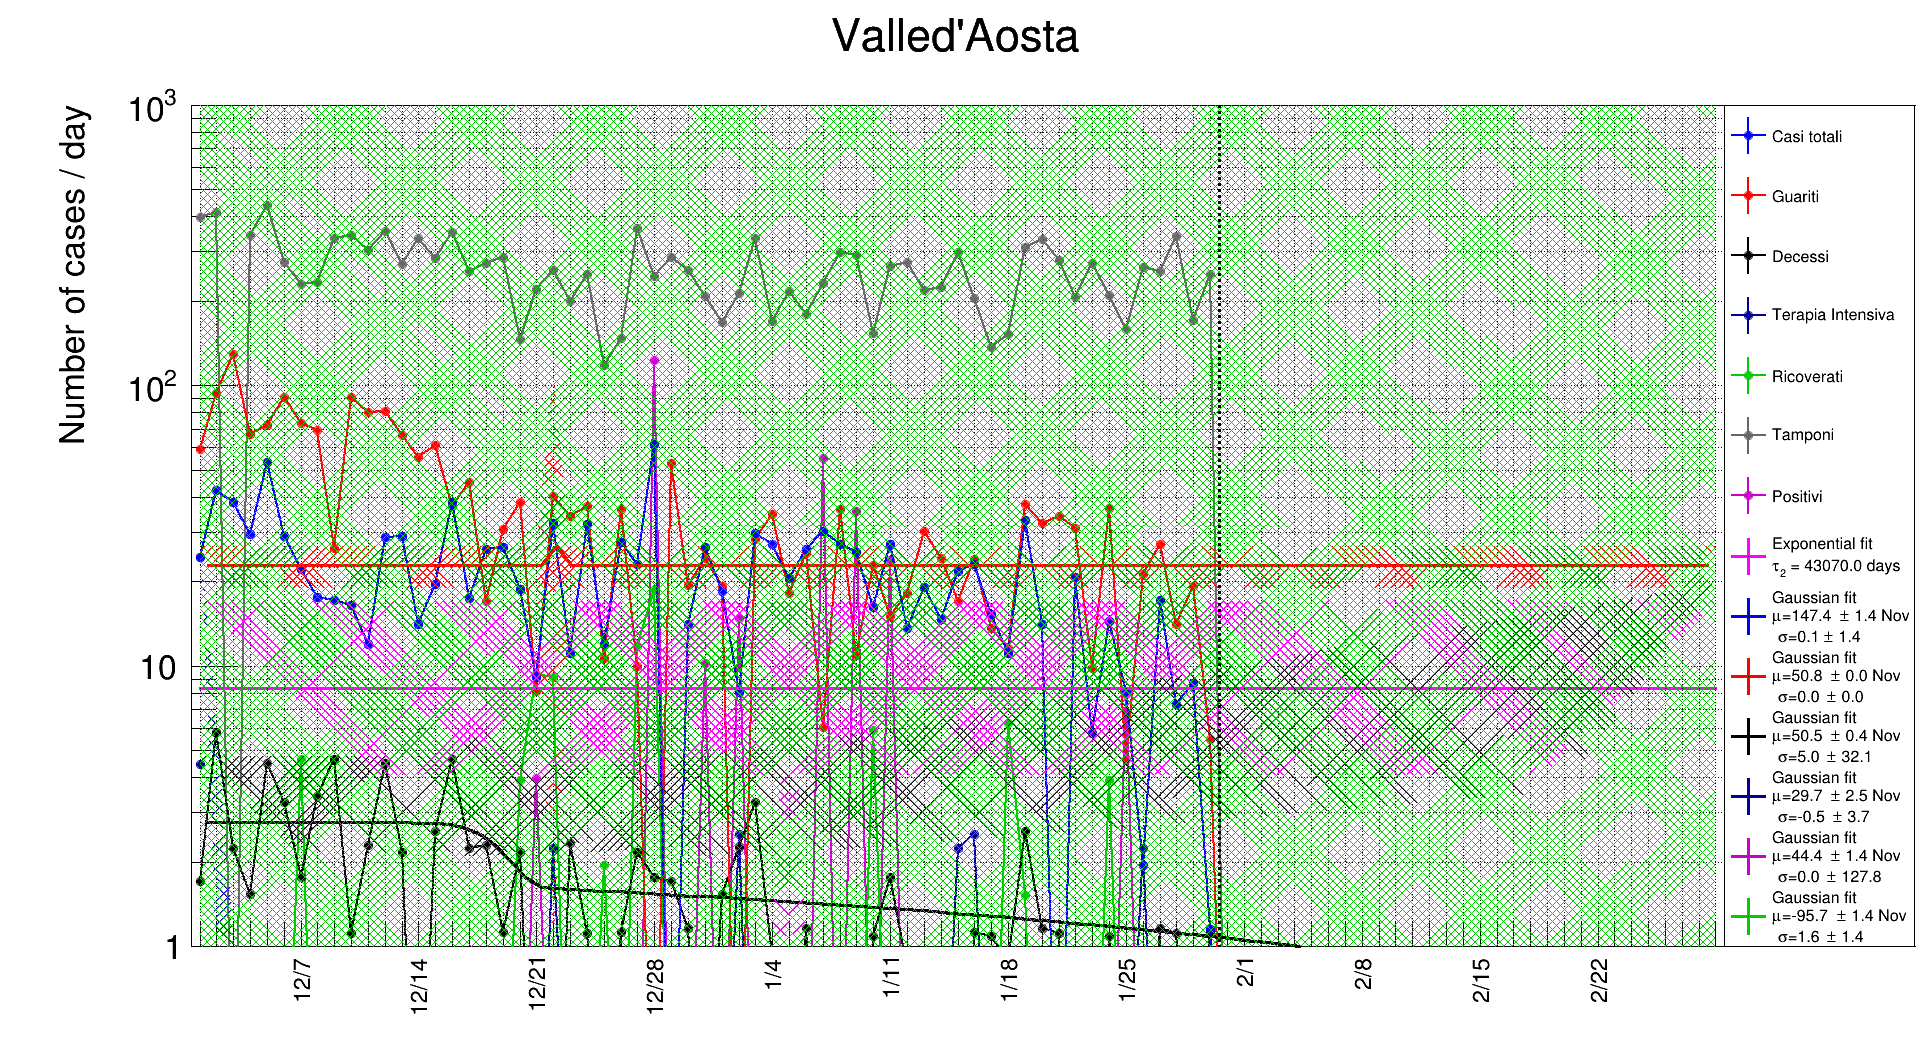 Valled'Aosta
Number of cases / day
10³
10²
10
1
12/7
12/14
12/21
12/28
1/4
1/11
1/18
1/25
2/1
2/8
2/15
2/22
Casi totali
Guariti
Decessi
Terapia Intensiva
Ricoverati
Tamponi
Positivi
Exponential fit
τ₂ = 43070.0 days
Gaussian fit
μ=147.4 ± 1.4 Nov
σ=0.1 ± 1.4
Gaussian fit
μ=50.8 ± 0.0 Nov
σ=0.0 ± 0.0
Gaussian fit
μ=50.5 ± 0.4 Nov
σ=5.0 ± 32.1
Gaussian fit
μ=29.7 ± 2.5 Nov
σ=-0.5 ± 3.7
Gaussian fit
μ=44.4 ± 1.4 Nov
σ=0.0 ± 127.8
Gaussian fit
μ=-95.7 ± 1.4 Nov
σ=1.6 ± 1.4